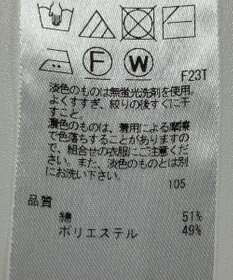 F
W
F23T
淡色のものは無蛍光洗剤を使用。
よくすすぎ、絞りの後すぐに干
すこと。
濃色のものは、着用による摩擦
で色落ちすることがありますの
で、組合せの衣服にご注意くださ
い。また、淡色のものとは別
にお洗い下さい。
105
品質
綿 51%
ポリエステル 49%